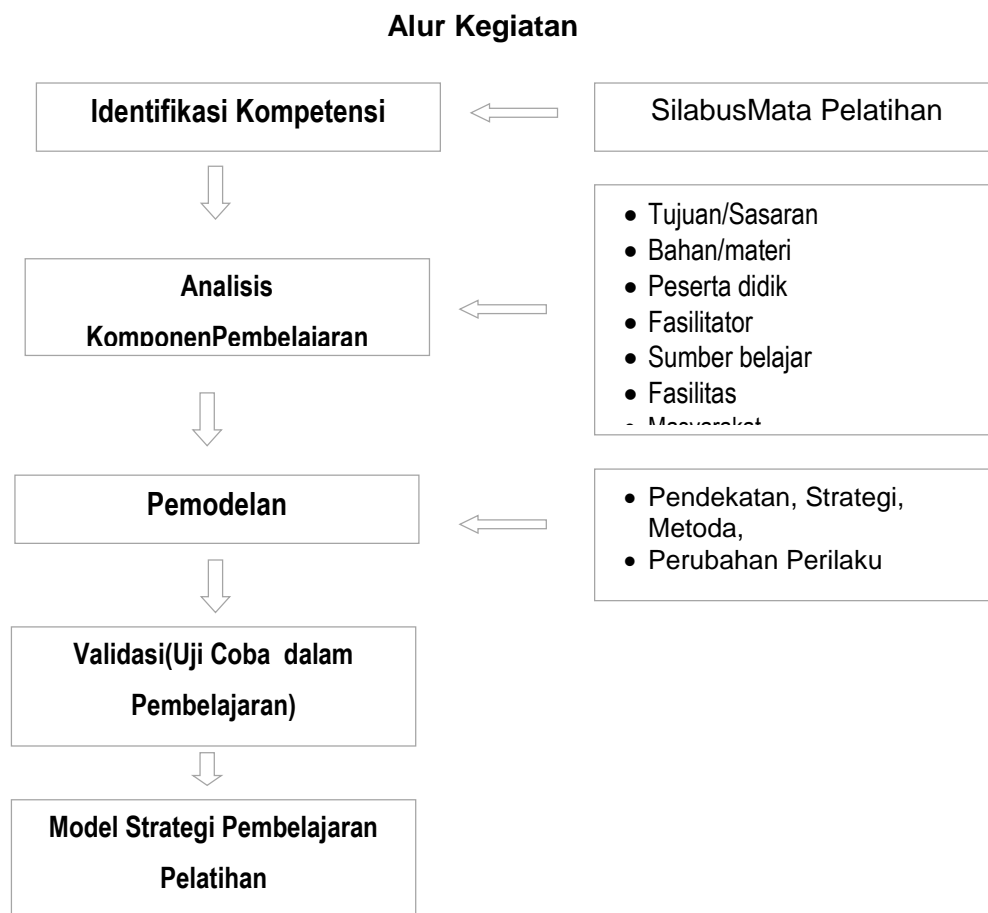 Alur Kegiatan
Identifikasi Kompetensi
SilabusMata Pelatihan
Analisis
KomponenPembelajaran
• Tujuan/Sasaran
• Bahan/materi
• Peserta didik
• Fasilitator
• Sumber belajar
• Fasilitas
• Masyarakat
Pemodelan
• Pendekatan, Strategi,
Metoda,
• Perubahan Perilaku
Validasi(Uji Coba dalam
Pembelajaran)
Model Strategi Pembelajaran
Pelatihan